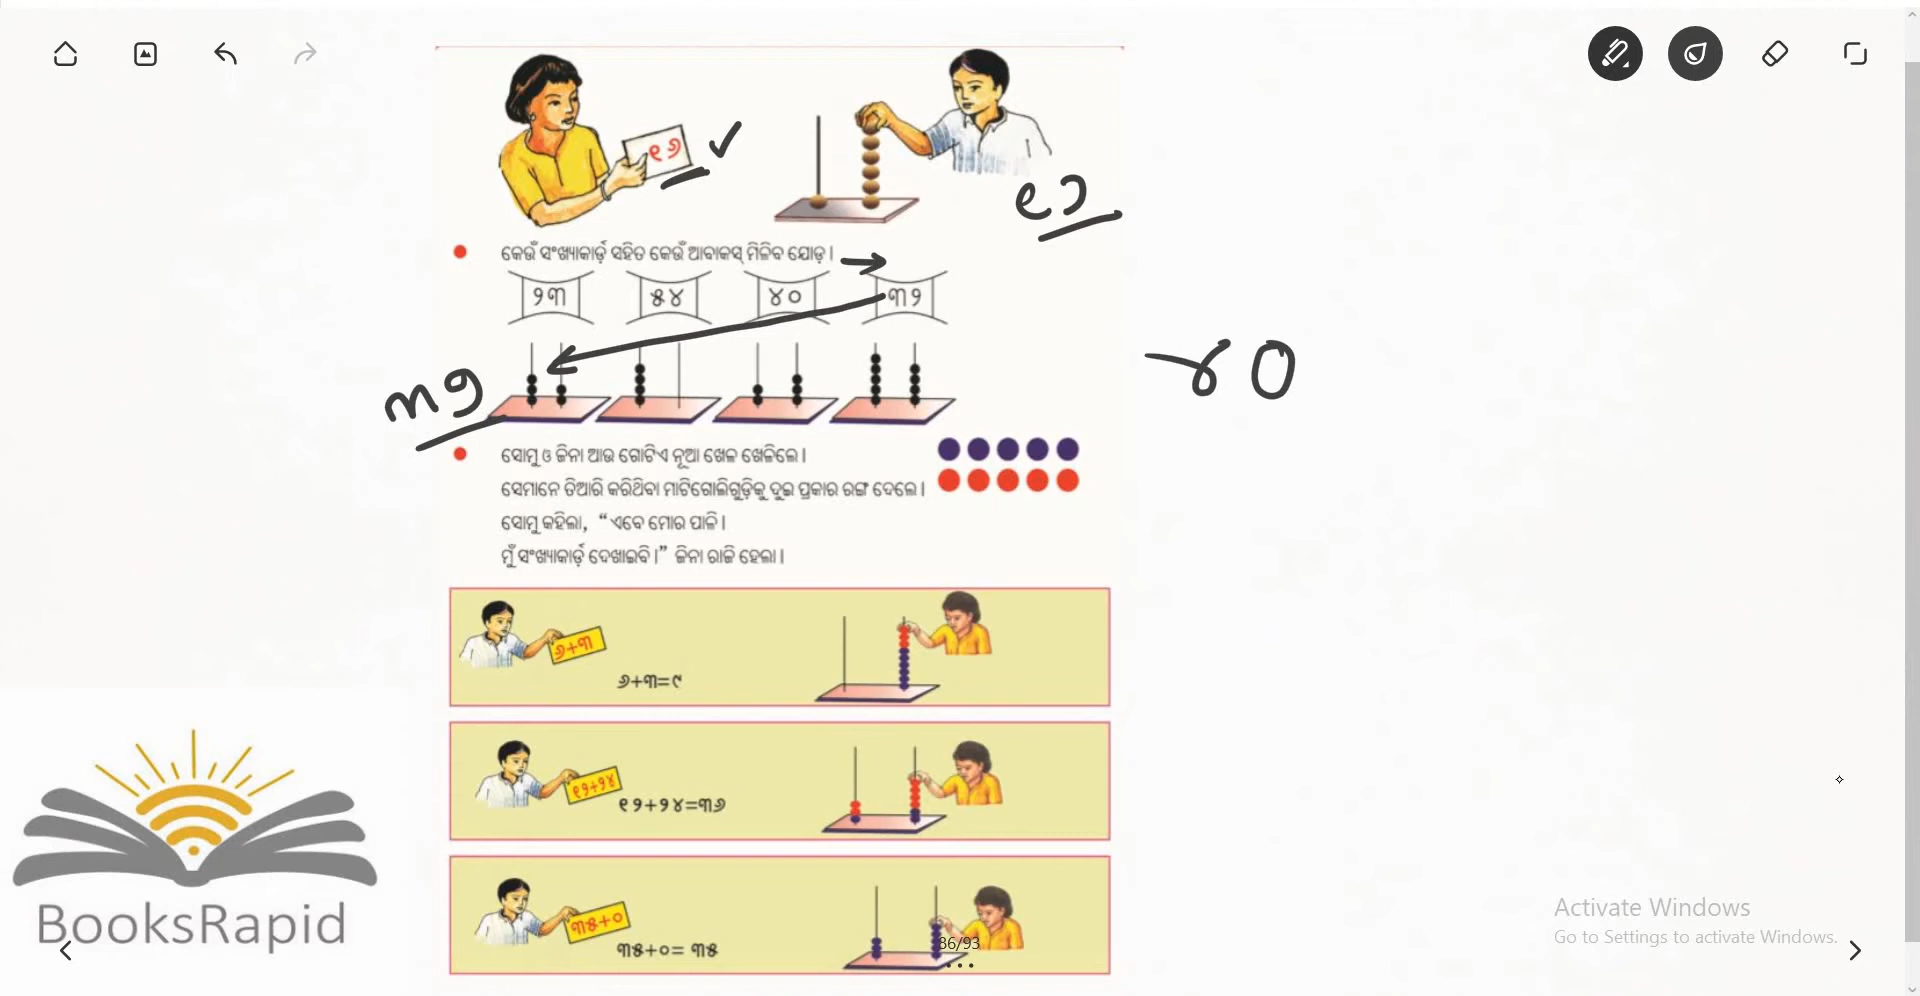 ୧୬
୧୬
କେଉଁ ସଂଖ୍ୟାକାର୍ଡ଼ ସହିତ କେଉଁ ଆବାକସ୍ ମିଳିବ ଯୋଡ଼।
୨୩ ୫୪ ୪୦ ୩୨
୩୨
୪୦
ସୋମୁ ଓ ଜିନା ଆଉ ଗୋଟିଏ ନୂଆ ଖେଳ ଖେଳିଲେ।
ସେମାନେ ତିଆରି କରିଥିବା ମାଟିଗୋଲିଗୁଡ଼ିକୁ ଦୁଇ ପ୍ରକାର ରଙ୍ଗ ଦେଲେ।
ସୋମୁ କହିଲା, “ଏବେ ମୋର ପାଳି।
ମୁଁ ସଂଖ୍ୟାକାର୍ଡ଼ ଦେଖାଇବି।” ଜିନା ରାଜି ହେଲା।
୬+୩
୬+୩=୯
୧୨+୨୪
୧୨+୨୪=୩୬
୩୫+୦
୩୫+୦= ୩୫
BooksRapid
86/93
Activate Windows
Go to Settings to activate Windows.